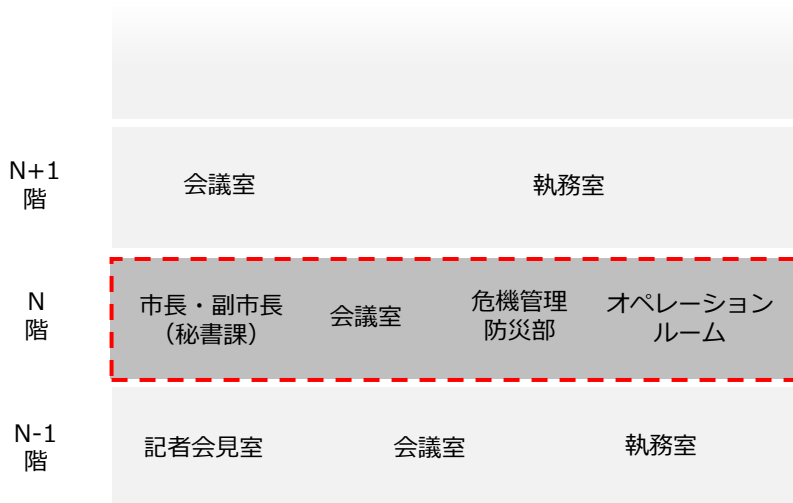 N+1
階
会議室
執務室
N
階
市長・副市長
（秘書課）
会議室
危機管理
防災部
オペレーション
ルーム
N-1
階
記者会見室
会議室
執務室